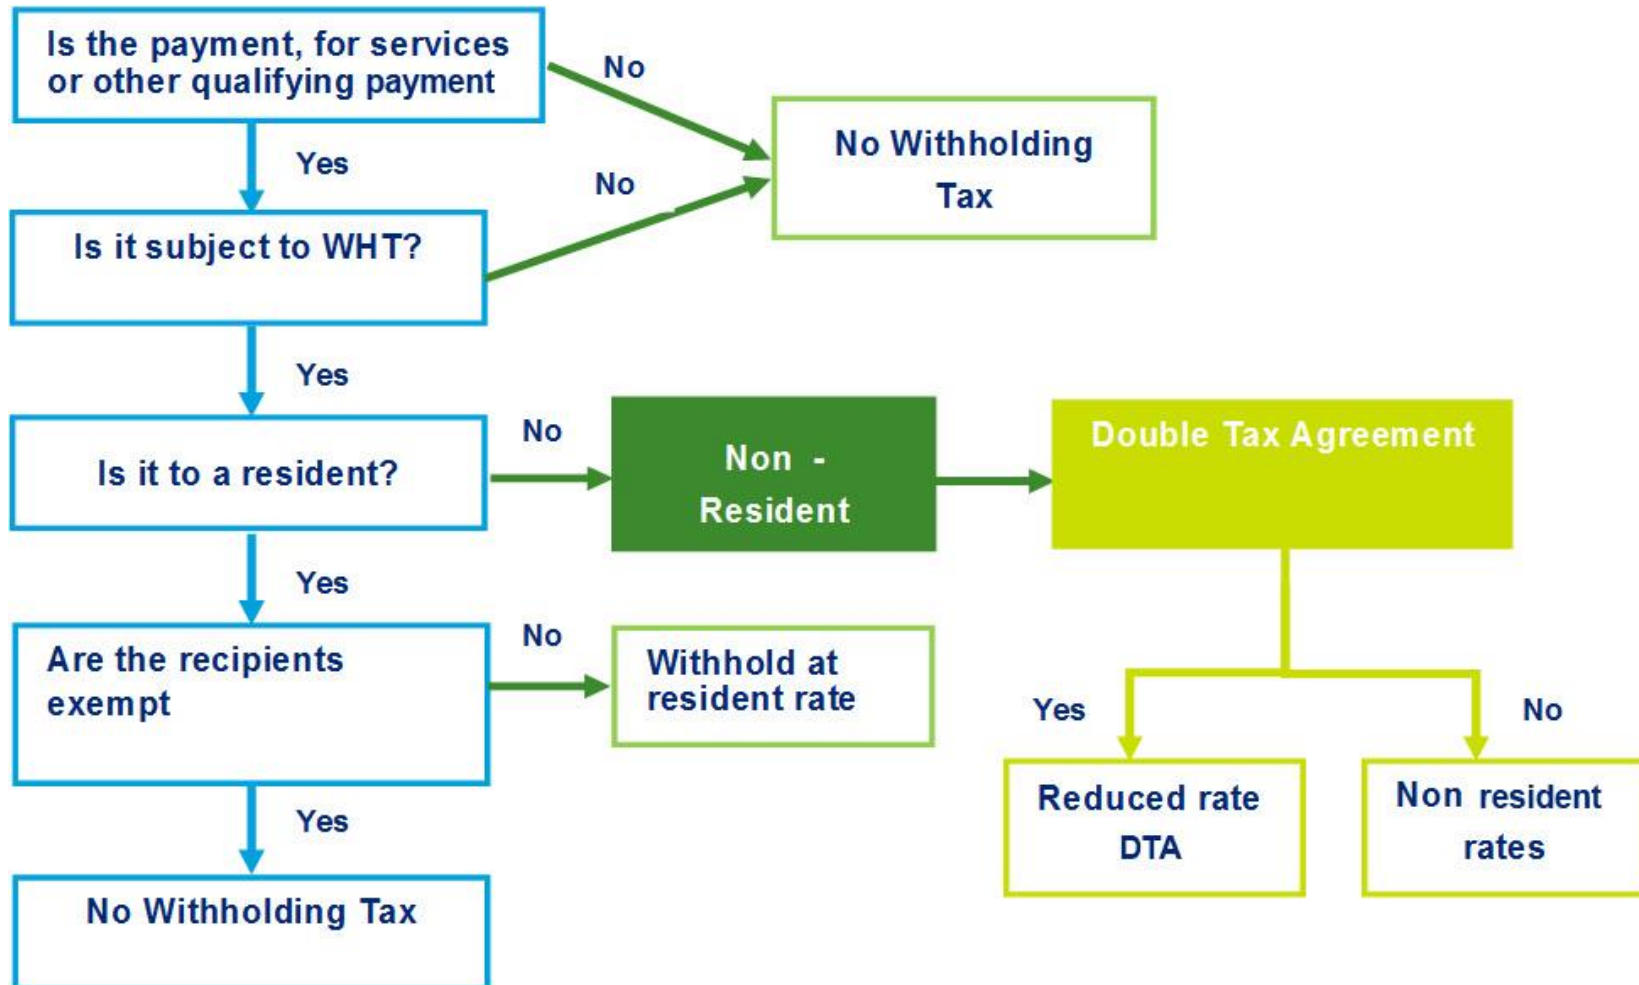 Is the payment, for services
or other qualifying payment
No
No Withholding
Tax
Yes
No
Is it subject to WHT?
Yes
Is it to a resident?
No
Non -
Resident
Double Tax Agreement
Yes
Are the recipients
exempt
No
Withhold at
resident rate
Yes
No
Reduced rate
DTA
Non resident
rates
Yes
No Withholding Tax